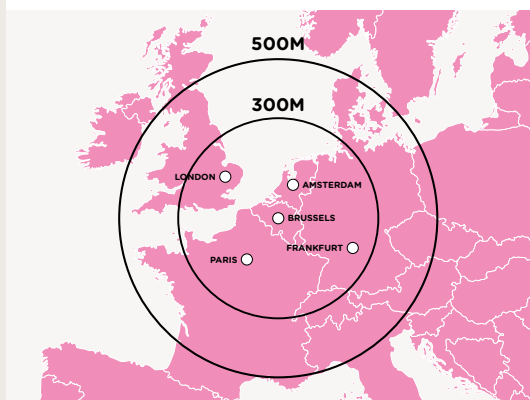 500M
300M
LONDON
AMSTERDAM
BRUSSELS
FRANKFURT
PARIS